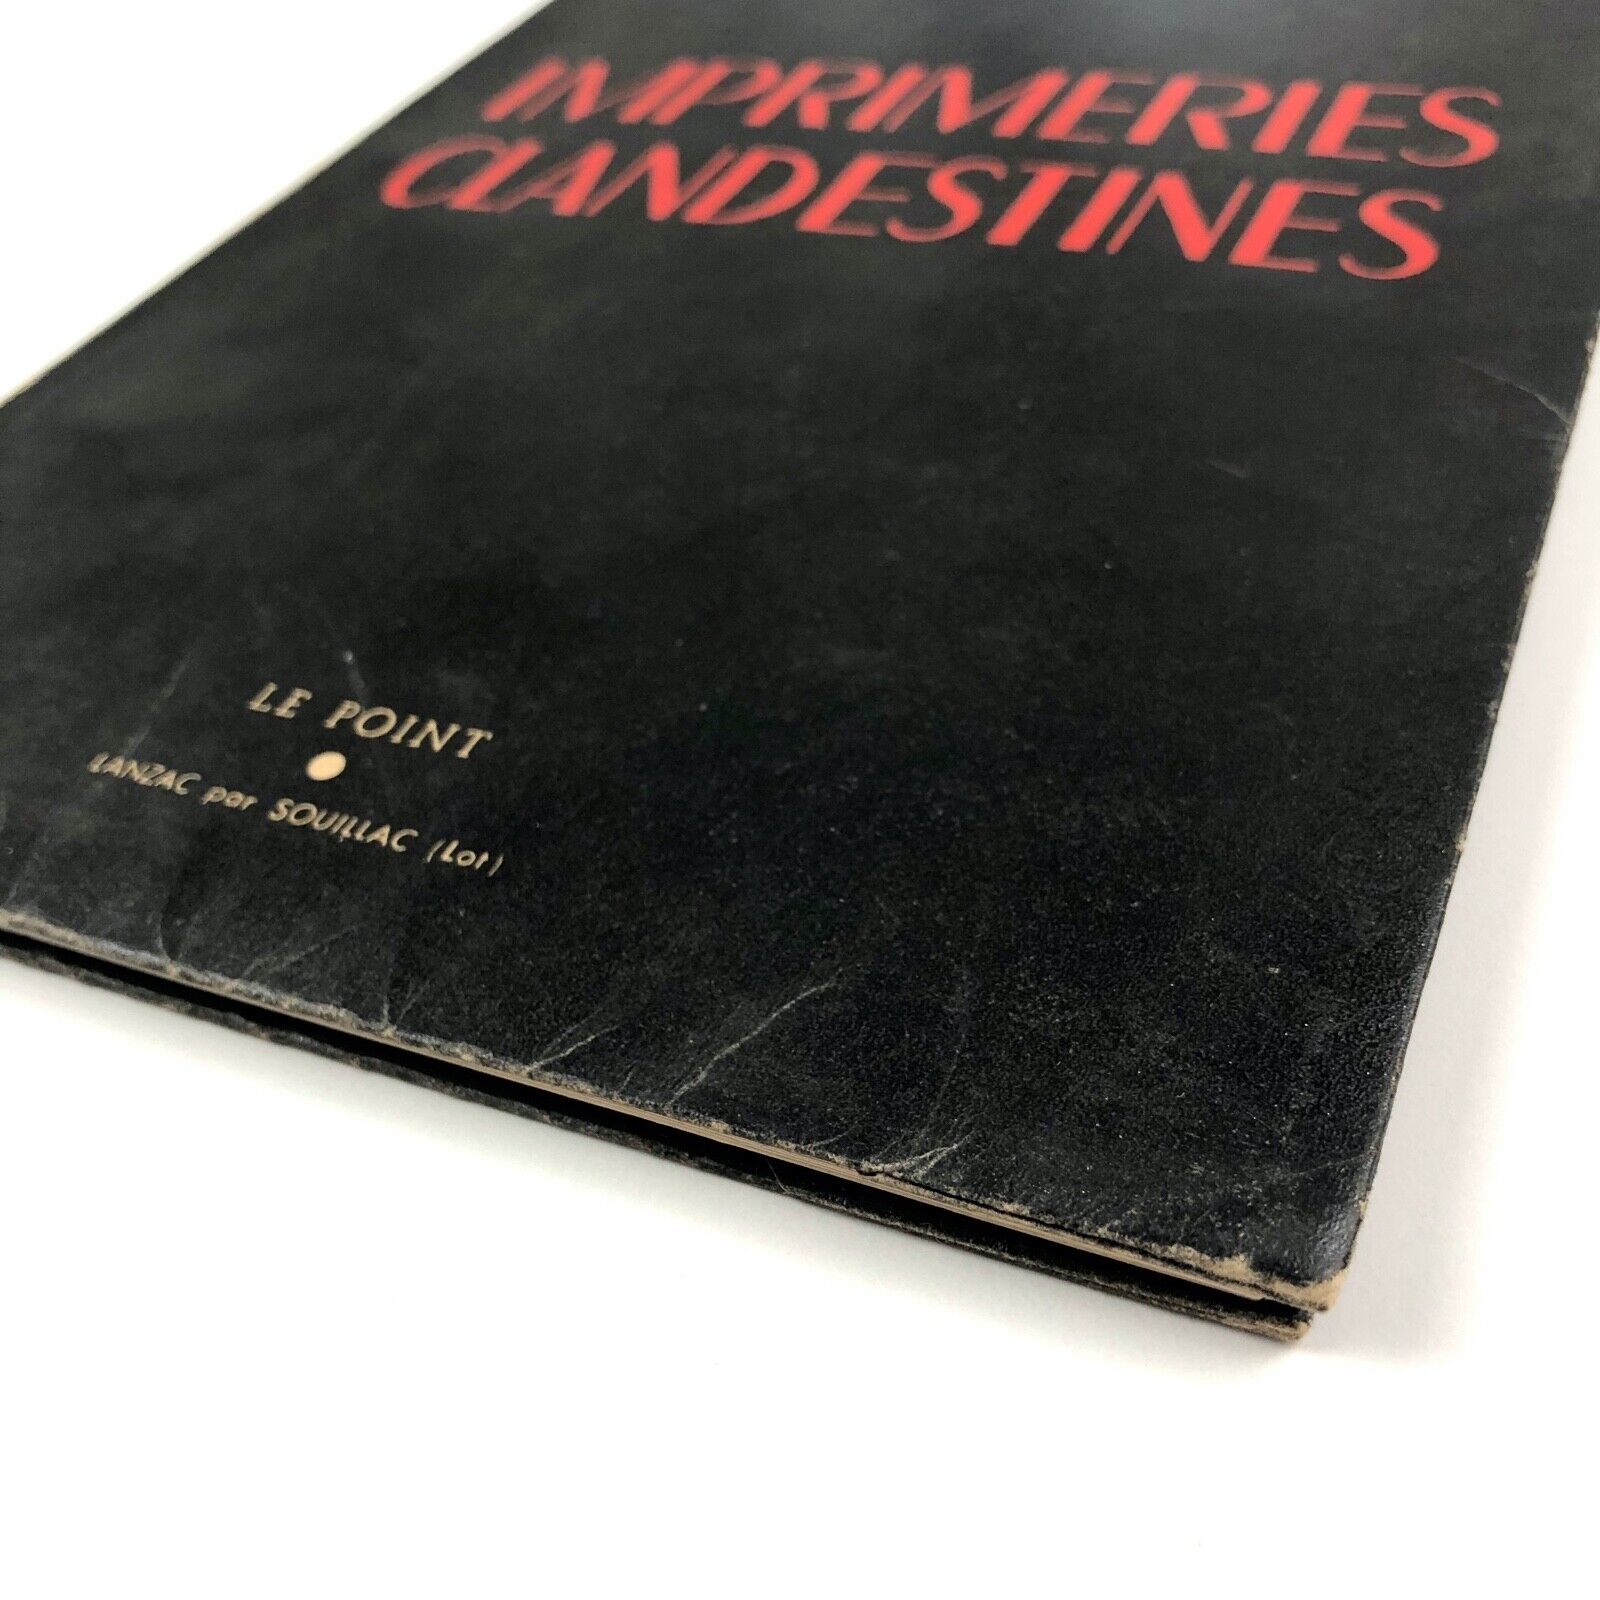 IMPRIMERIES
CLANDESTINES
LE POINT
LANZAC par SOUILLAC (Lot)